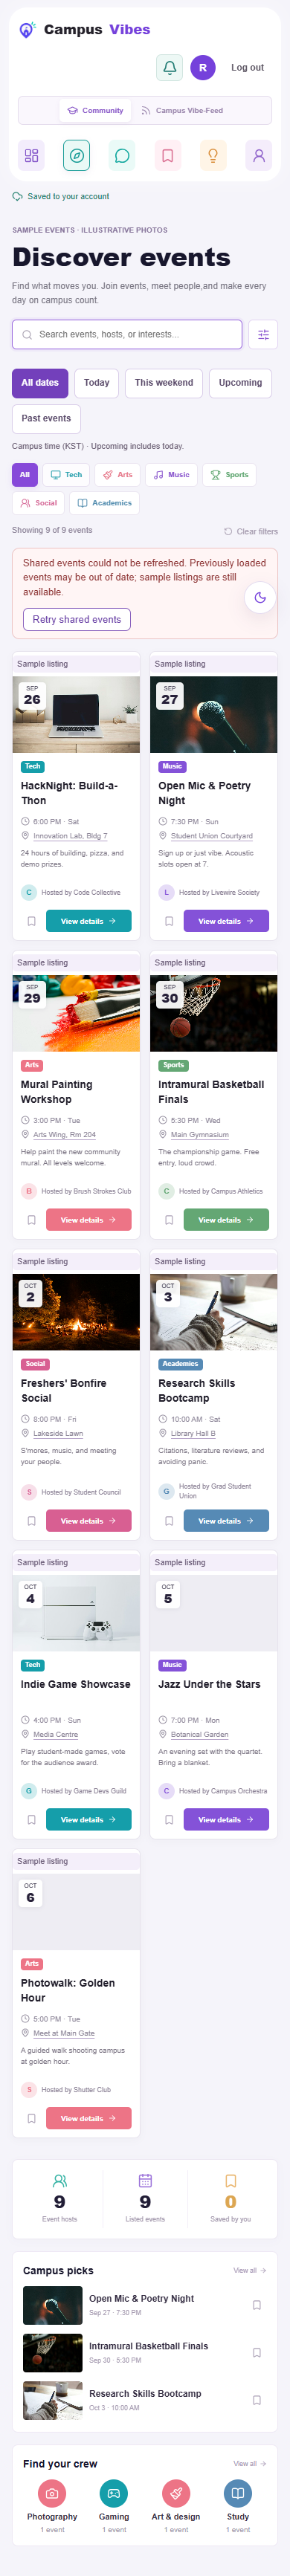 Campus Vibes
R
Log out
Community
Campus Vibe-Feed
Saved to your account
SAMPLE EVENTS · ILLUSTRATIVE PHOTOS
Discover events
Find what moves you. Join events, meet people,and make every
day on campus count.
Search events, hosts, or interests...
All dates
Today
This weekend
Upcoming
Past events
Campus time (KST) · Upcoming includes today.
All
Tech
Arts
Music
Sports
Social
Academics
Showing 9 of 9 events
Clear filters
Shared events could not be refreshed. Previously loaded
events may be out of date; sample listings are still
available.
Retry shared events
Sample listing
SEP
26
Tech
HackNight: Build-a-
Thon
6:00 PM · Sat
Innovation Lab, Bldg 7
24 hours of building, pizza, and
demo prizes.
C
Hosted by Code Collective
View details
Sample listing
SEP
27
Music
Open Mic & Poetry
Night
7:30 PM · Sun
Student Union Courtyard
Sign up or just vibe. Acoustic
slots open at 7.
L
Hosted by Livewire Society
View details
Sample listing
SEP
29
Arts
Mural Painting
Workshop
3:00 PM · Tue
Arts Wing, Rm 204
Help paint the new community
mural. All levels welcome.
B
Hosted by Brush Strokes Club
View details
Sample listing
SEP
30
Sports
Intramural Basketball
Finals
5:30 PM · Wed
Main Gymnasium
The championship game. Free
entry, loud crowd.
C
Hosted by Campus Athletics
View details
Sample listing
OCT
2
Social
Freshers' Bonfire
Social
8:00 PM · Fri
Lakeside Lawn
S'mores, music, and meeting
your people.
S
Hosted by Student Council
View details
Sample listing
OCT
3
Academics
Research Skills
Bootcamp
10:00 AM · Sat
Library Hall B
Citations, literature reviews, and
avoiding panic.
G
Hosted by Grad Student
Union
View details
Sample listing
OCT
4
Tech
Indie Game Showcase
4:00 PM · Sun
Media Centre
Play student-made games, vote
for the audience award.
G
Hosted by Game Devs Guild
View details
Sample listing
OCT
5
Music
Jazz Under the Stars
7:00 PM · Mon
Botanical Garden
An evening set with the quartet.
Bring a blanket.
C
Hosted by Campus Orchestra
View details
Sample listing
OCT
6
Arts
Photowalk: Golden
Hour
5:00 PM · Tue
Meet at Main Gate
A guided walk shooting campus
at golden hour.
S
Hosted by Shutter Club
View details
9
Event hosts
9
Listed events
0
Saved by you
Campus picks
View all
Open Mic & Poetry Night
Sep 27 · 7:30 PM
Intramural Basketball Finals
Sep 30 · 5:30 PM
Research Skills Bootcamp
Oct 3 · 10:00 AM
Find your crew
View all
Photography
1 event
Gaming
1 event
Art & design
1 event
Study
1 event